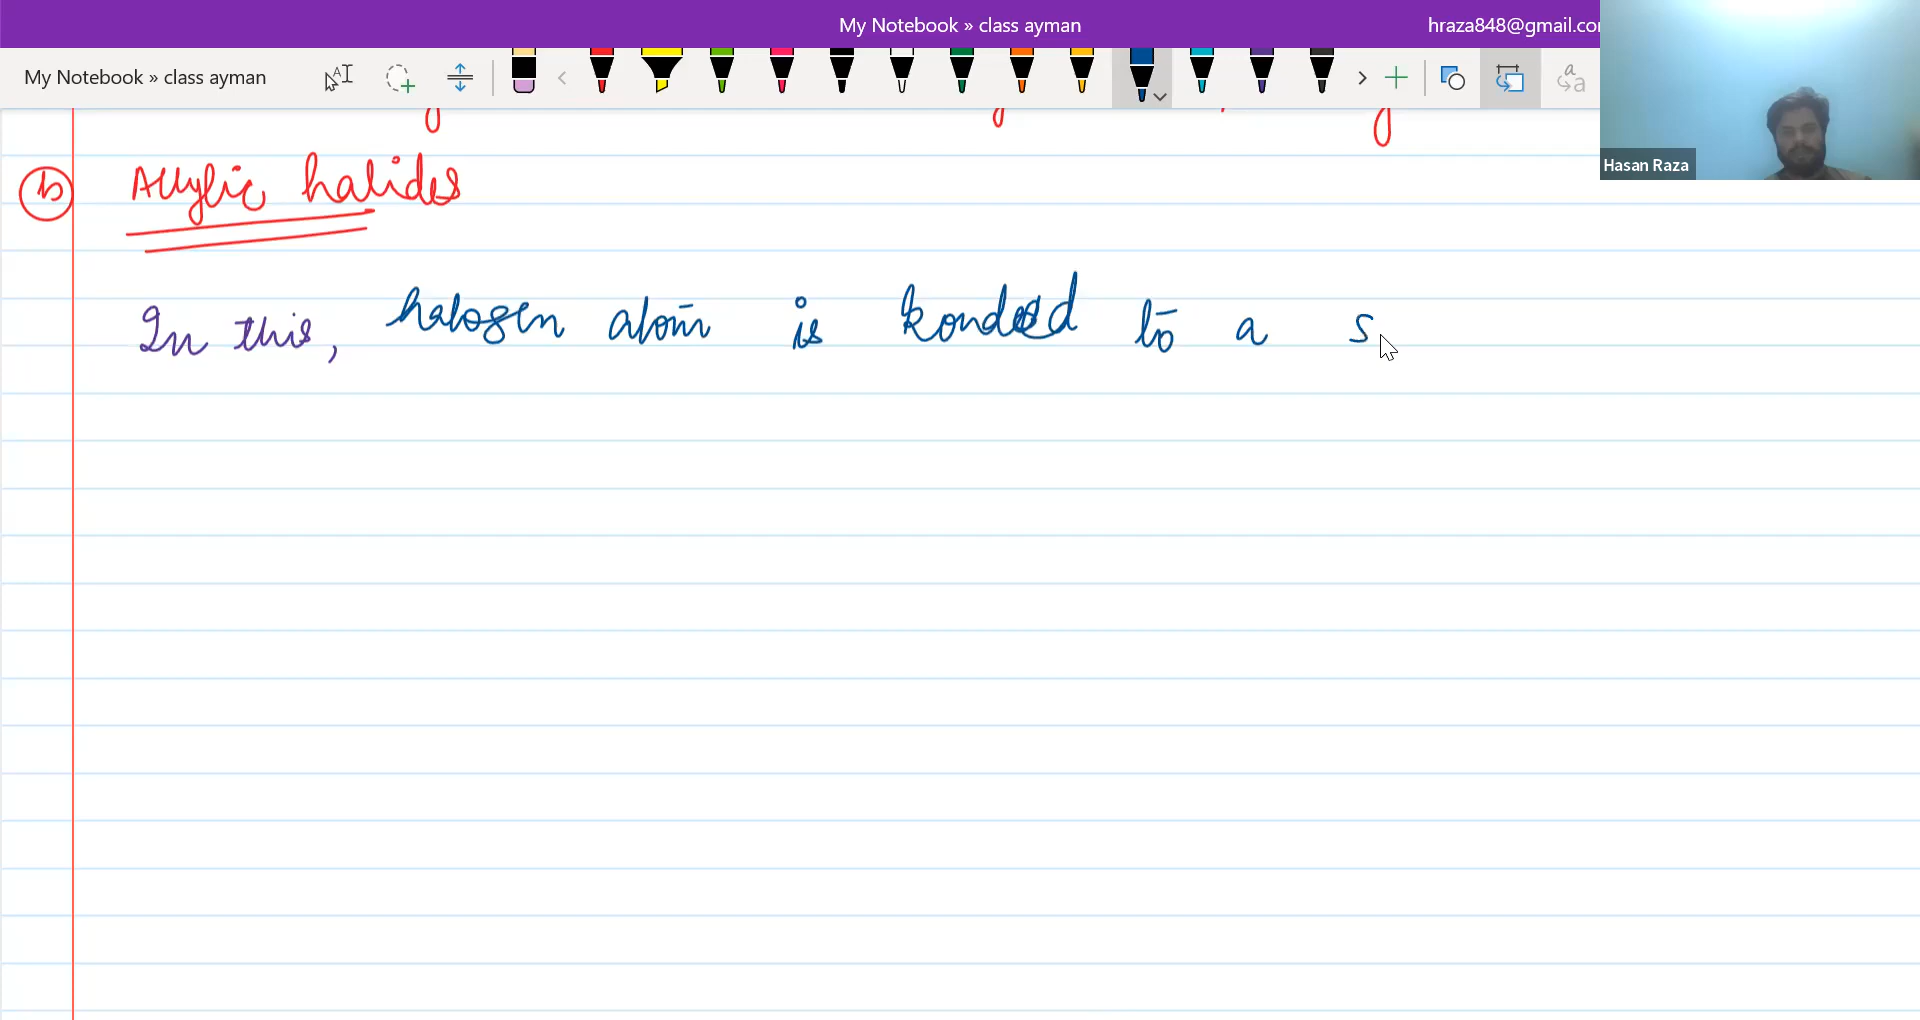 My Notebook » class ayman
hraza848@gmail.co
My Notebook » class ayman
Hasan Raza
b Allylic halides
In this, halogen atom is bonded to a s